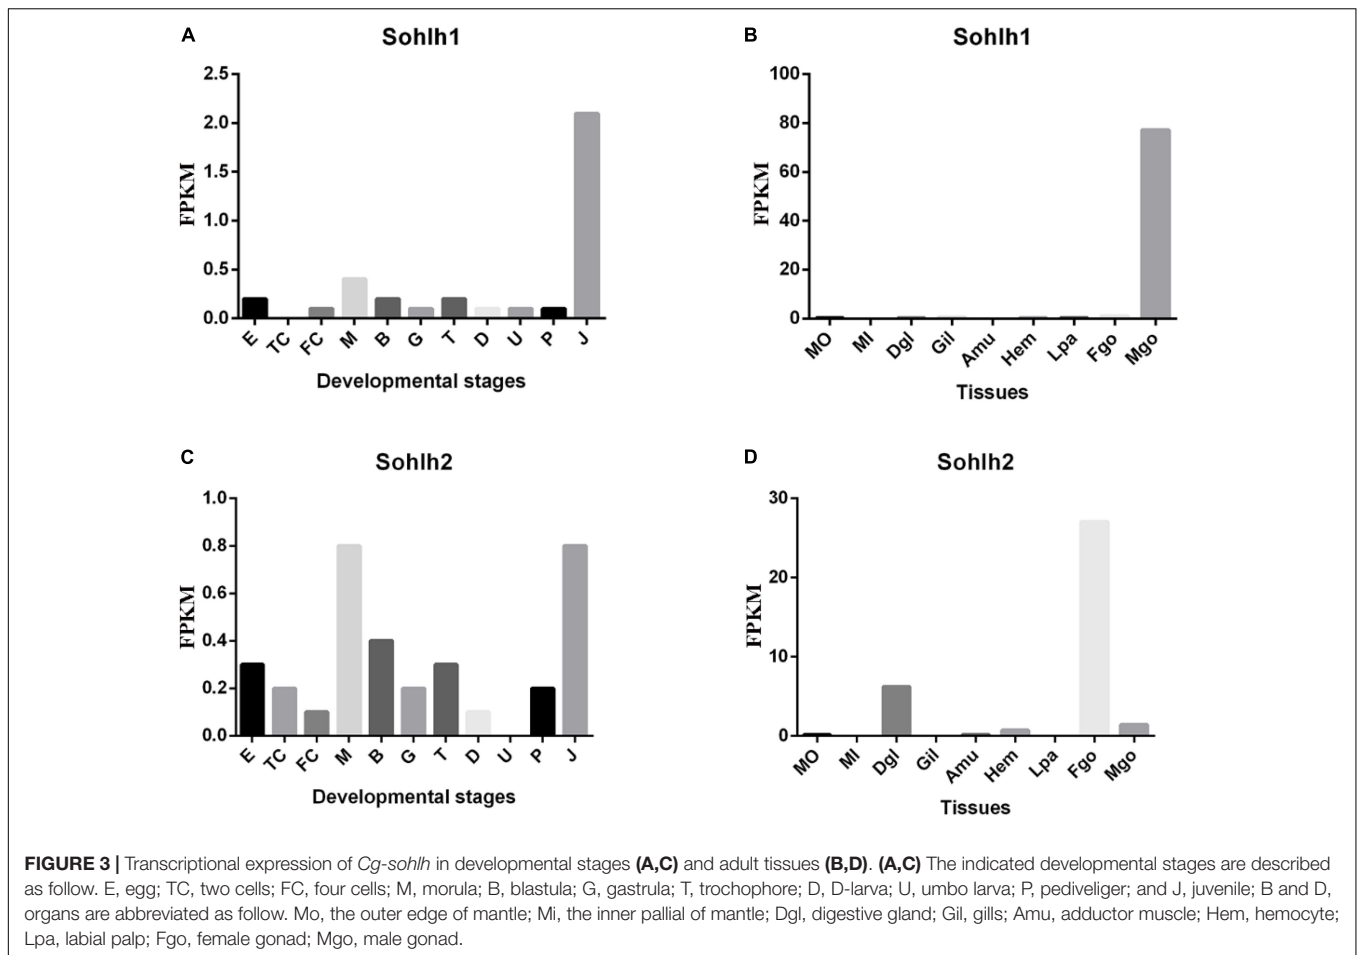 A
Sohlh1
2.5
2.0
1.5
1.0
0.5
0.0
FPKM
E
TC
FC
M
B
G
T
D
U
P
J
Developmental stages
B
Sohlh1
100
80
60
40
20
0
FPKM
MO
MI
Dgl
Gil
Amu
Hem
Lpa
Fgo
Mgo
Tissues
C
Sohlh2
1.0
0.8
0.6
0.4
0.2
0.0
FPKM
E
TC
FC
M
B
G
T
D
U
P
J
Developmental stages
D
Sohlh2
30
20
10
0
FPKM
MO
MI
Dgl
Gil
Amu
Hem
Lpa
Fgo
Mgo
Tissues
FIGURE 3 | Transcriptional expression of Cg-sohlh in developmental stages (A,C) and adult tissues (B,D). (A,C) The indicated developmental stages are described
as follow. E, egg; TC, two cells; FC, four cells; M, morula; B, blastula; G, gastrula; T, trochophore; D, D-larva; U, umbo larva; P, pediveliger; and J, juvenile; B and D,
organs are abbreviated as follow. Mo, the outer edge of mantle; Mi, the inner pallial of mantle; Dgl, digestive gland; Gil, gills; Amu, adductor muscle; Hem, hemocyte;
Lpa, labial palp; Fgo, female gonad; Mgo, male gonad.